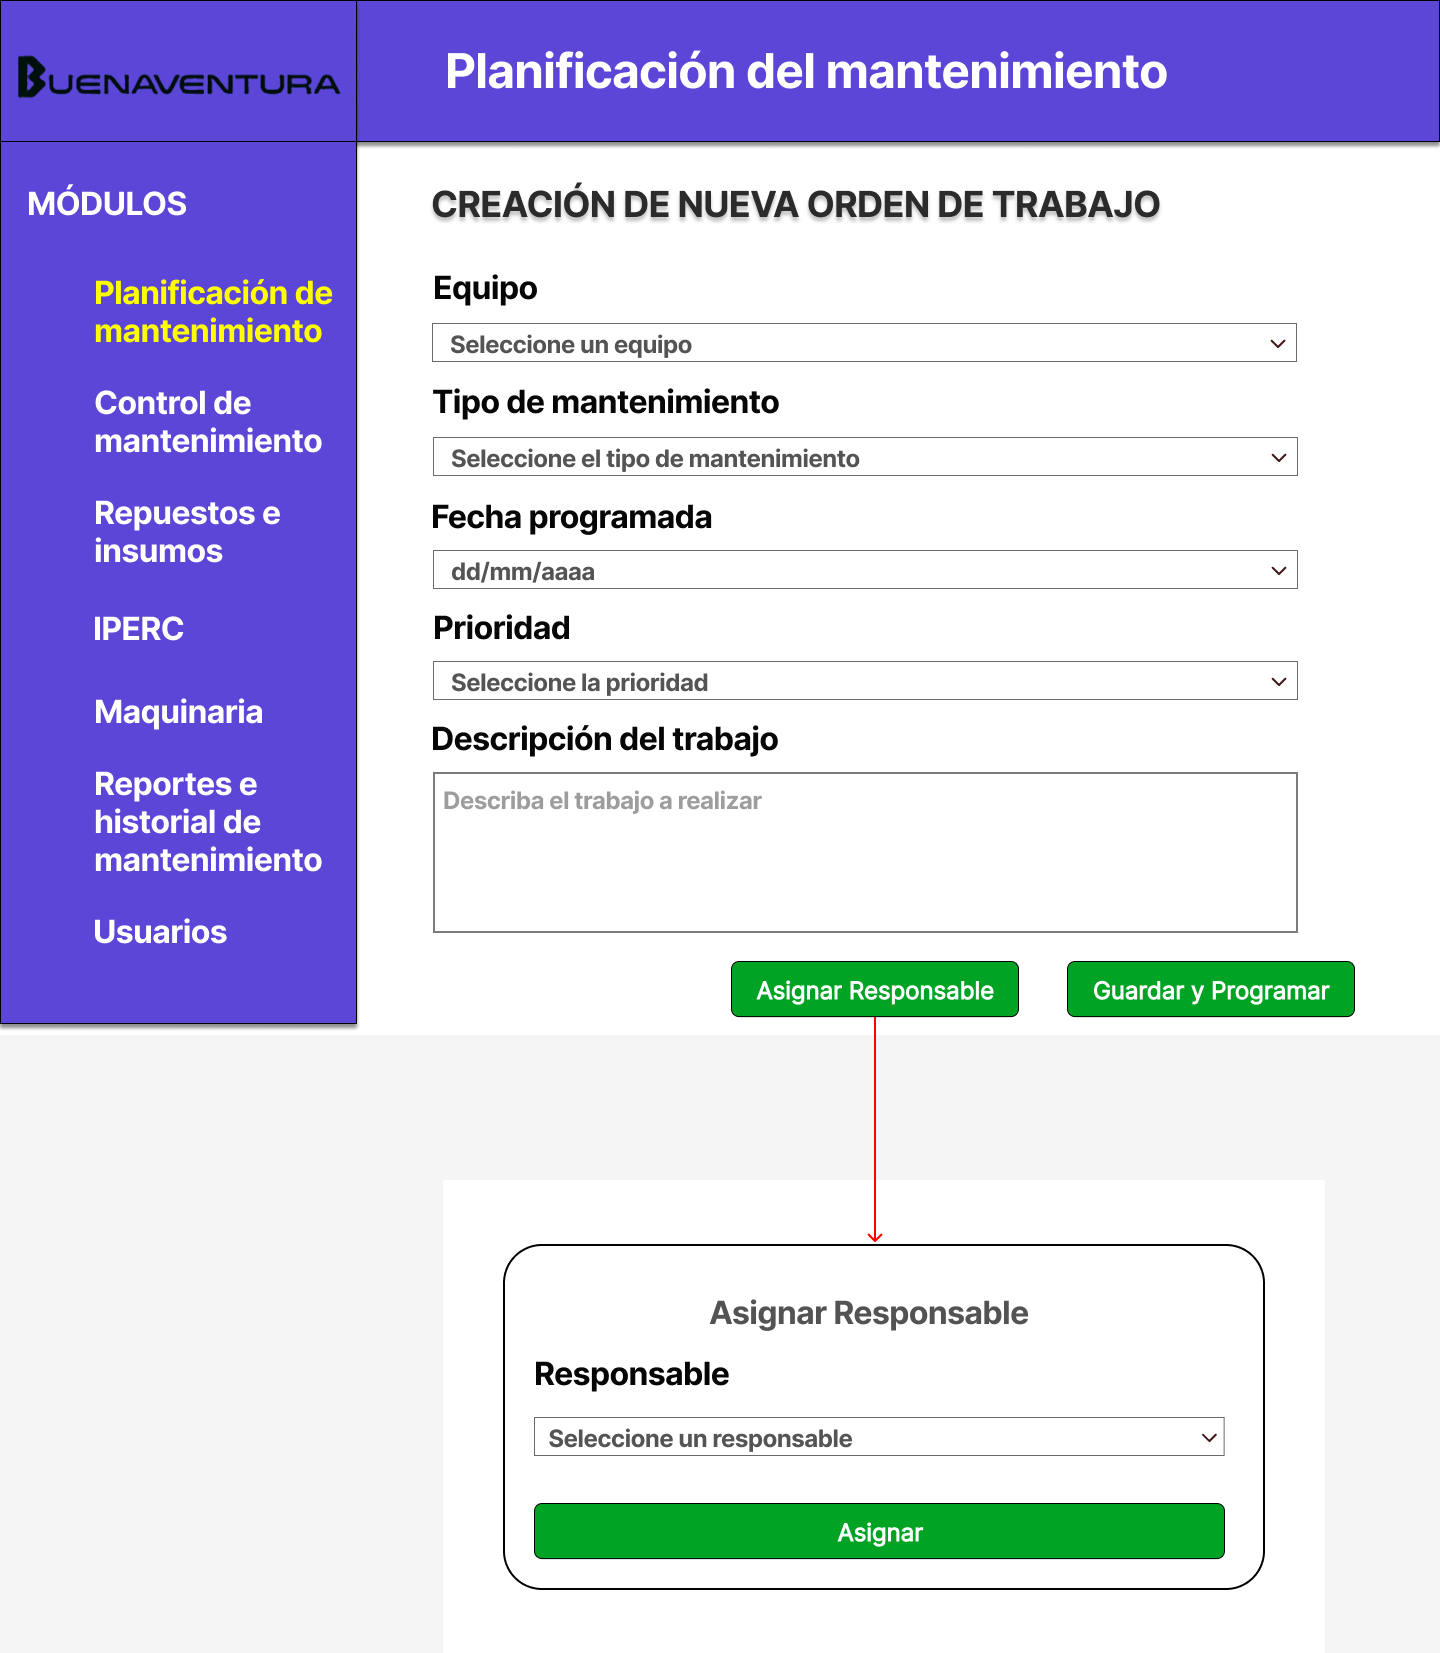 BUENAVENTURA
Planificación del mantenimiento
MÓDULOS
Planificación de
mantenimiento
Control de
mantenimiento
Repuestos e
insumos
IPERC
Maquinaria
Reportes e
historial de
mantenimiento
Usuarios
CREACIÓN DE NUEVA ORDEN DE TRABAJO
Equipo
Seleccione un equipo
Tipo de mantenimiento
Seleccione el tipo de mantenimiento
Fecha programada
dd/mm/aaaa
Prioridad
Seleccione la prioridad
Descripción del trabajo
Describa el trabajo a realizar
Asignar Responsable
Guardar y Programar
Asignar Responsable
Responsable
Seleccione un responsable
Asignar